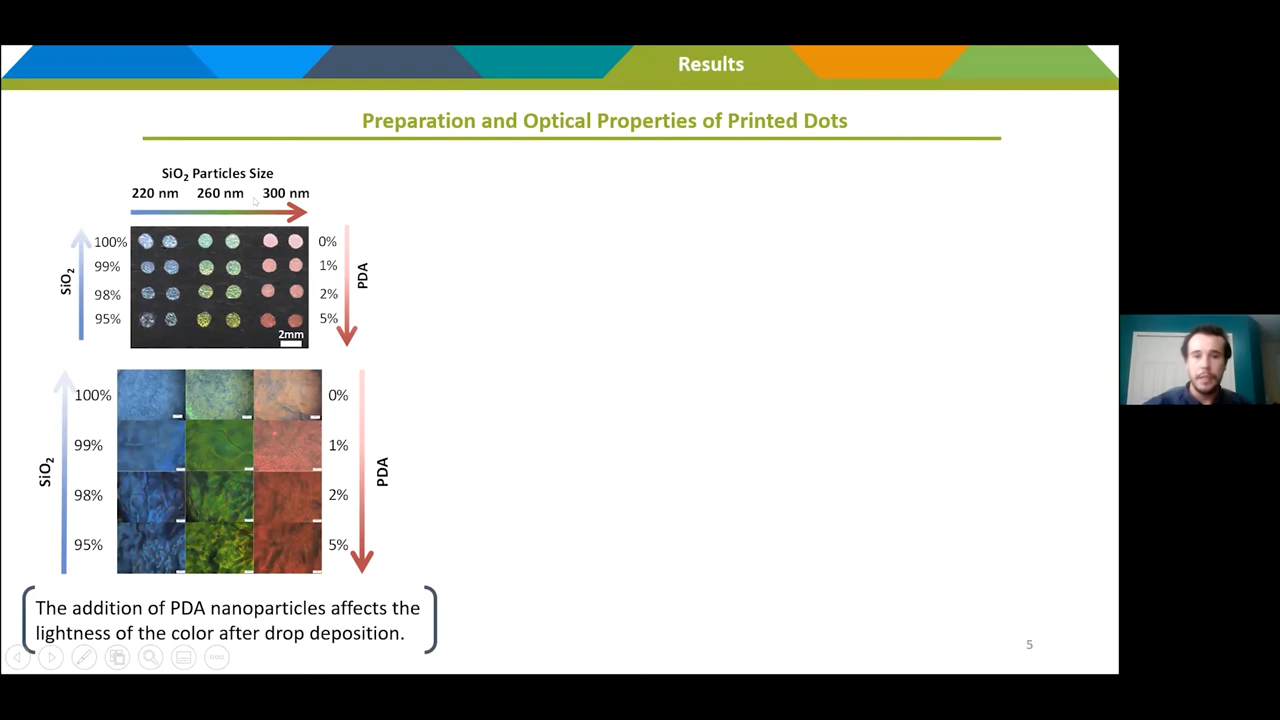 Results
Preparation and Optical Properties of Printed Dots
SiO2 Particles Size
220 nm 260 nm 300 nm
SiO2
100%
99%
98%
95%
0%
1%
2%
5%
PDA
2mm
SiO2
100%
99%
98%
95%
0%
1%
2%
5%
PDA
The addition of PDA nanoparticles affects the
lightness of the color after drop deposition.
5